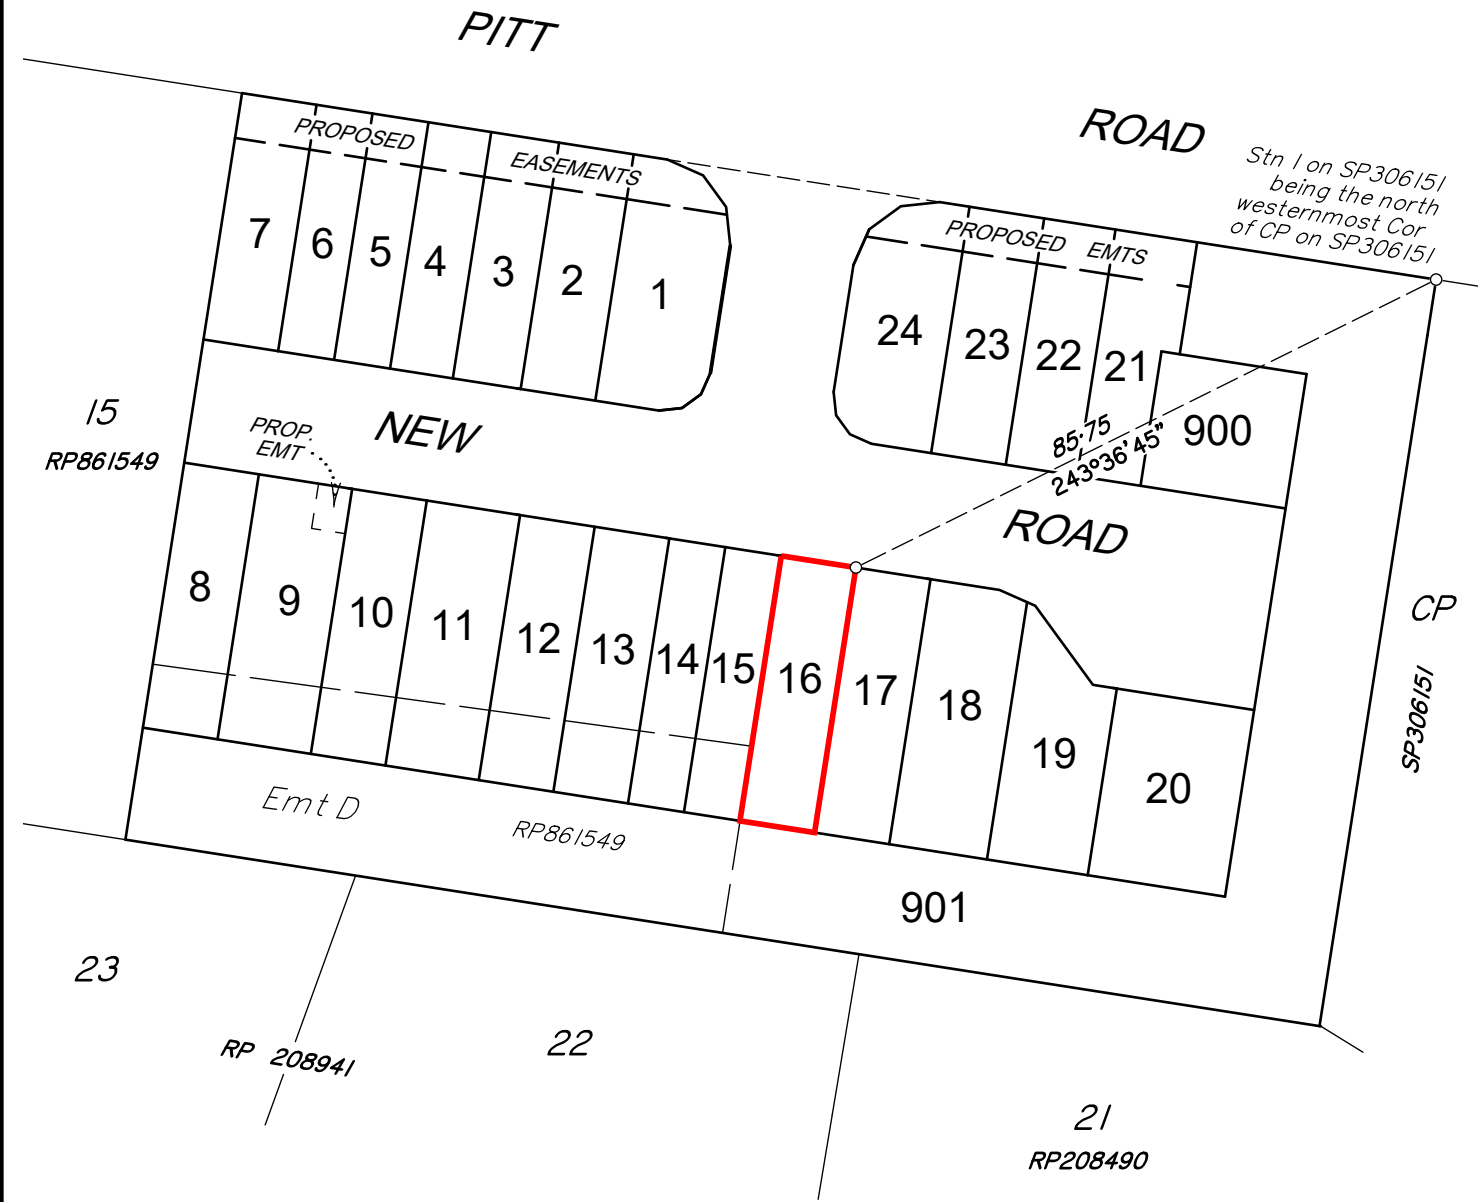 PITT
ROAD
Stn 1 on SP306151
being the north
westernmost Cor
of CP on SP306151
PROPOSED
EASEMENTS
PROPOSED EMTS
7
6
5
4
3
2
1
24
23
22
21
900
85·75
243°36'45"
15
RP861549
PROP.
EMT
NEW
ROAD
8
9
10
11
12
13
14
15
16
17
18
19
20
CP
SP306151
Emt D
RP861549
901
23
22
RP 208941
21
RP208490